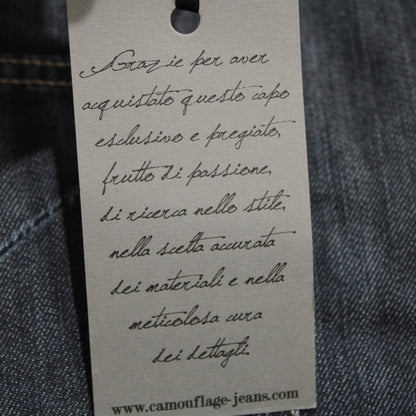 Grazie per aver
acquistato questo capo
esclusivo e pregiato,
frutto di passione,
di ricerca nello stile,
nella scelta accurata
dei materiali e nella
meticolosa cura
dei dettagli.
www.camouflage-jeans.com